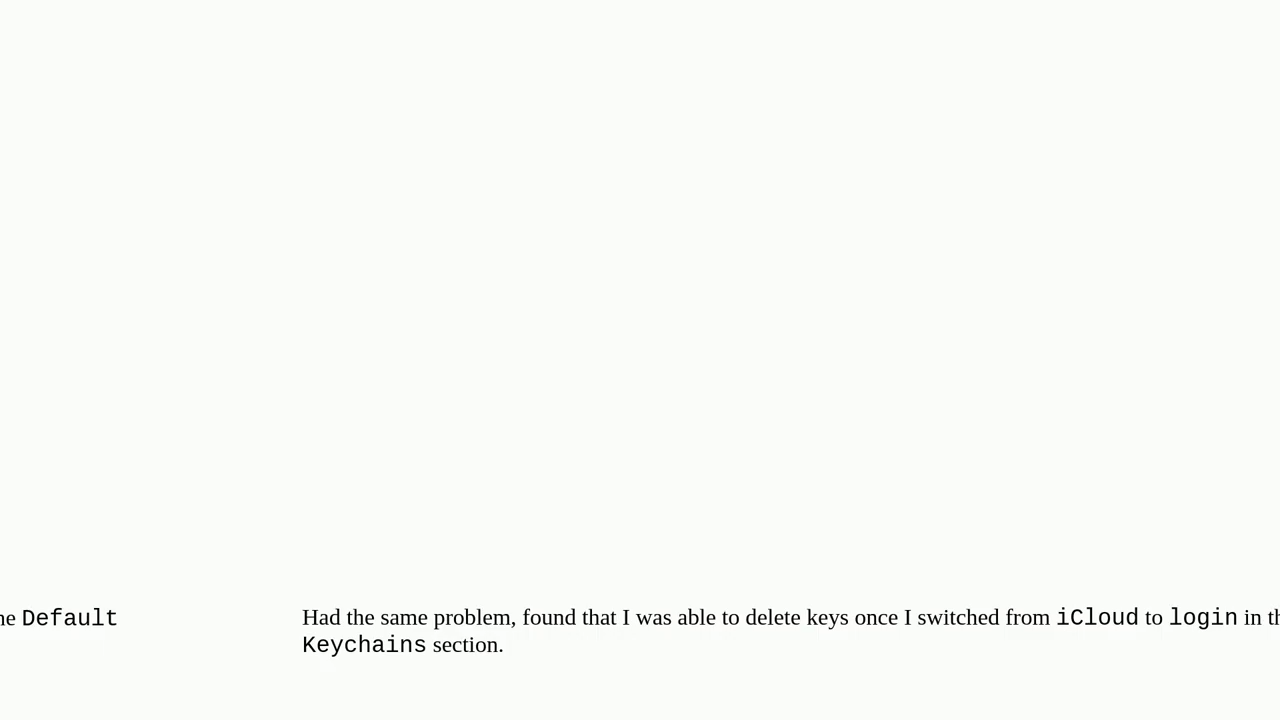 Default
Had the same problem, found that I was able to delete keys once I switched from iCloud to login in
Keychains section.